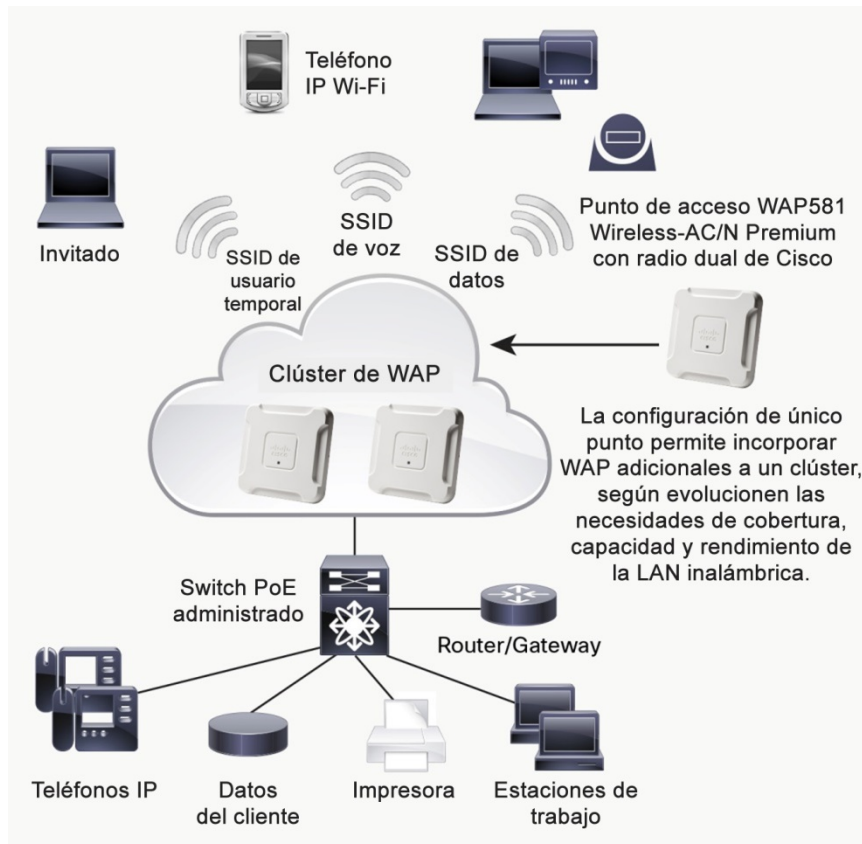 Teléfono
IP Wi-Fi
Invitado
SSID de
usuario
temporal
SSID
de voz
SSID de
datos
Punto de acceso WAP581
Wireless-AC/N Premium
con radio dual de Cisco
Clúster de WAP
La configuración de único
punto permite incorporar
WAP adicionales a un clúster,
según evolucionen las
necesidades de cobertura,
capacidad y rendimiento de
la LAN inalámbrica.
Switch PoE
administrado
Router/Gateway
Teléfonos IP
Datos
del cliente
Impresora
Estaciones de
trabajo